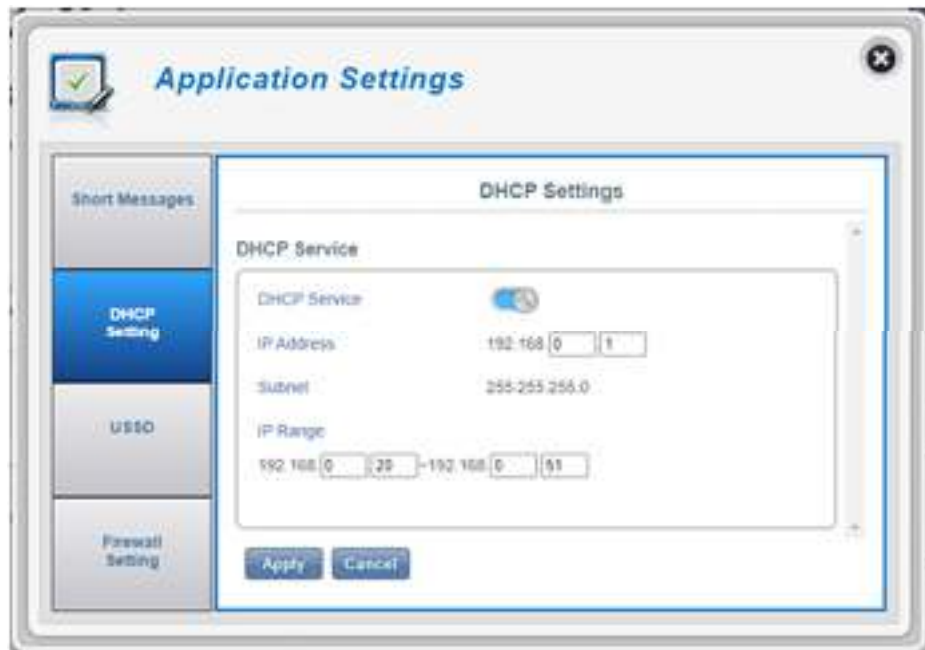 Application Settings
Short Messages
DHCP
Setting
USSD
Firewall
Setting
DHCP Settings
DHCP Service
DHCP Service
IP Address 192.168. 0 . 1
Subnet 255.255.255.0
IP Range
192.168. 0 . 20 ~192.168. 0 . 51
Apply Cancel